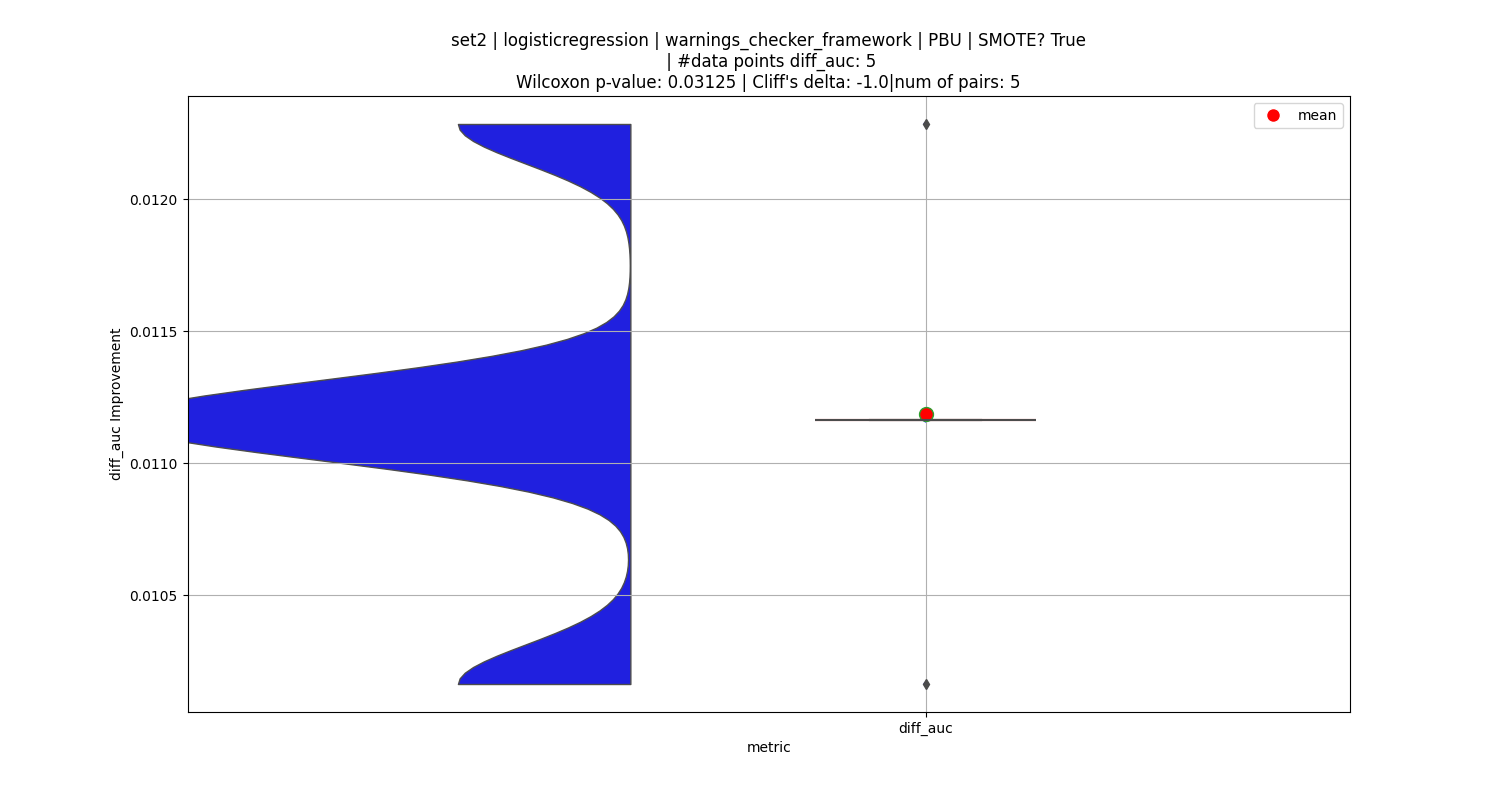 set2 | logisticregression | warnings_checker_framework | PBU | SMOTE? True
| #data points diff_auc: 5
Wilcoxon p-value: 0.03125 | Cliff's delta: -1.0|num of pairs: 5
mean
0.0120
0.0115
0.0110
0.0105
diff_auc Improvement
diff_auc
metric